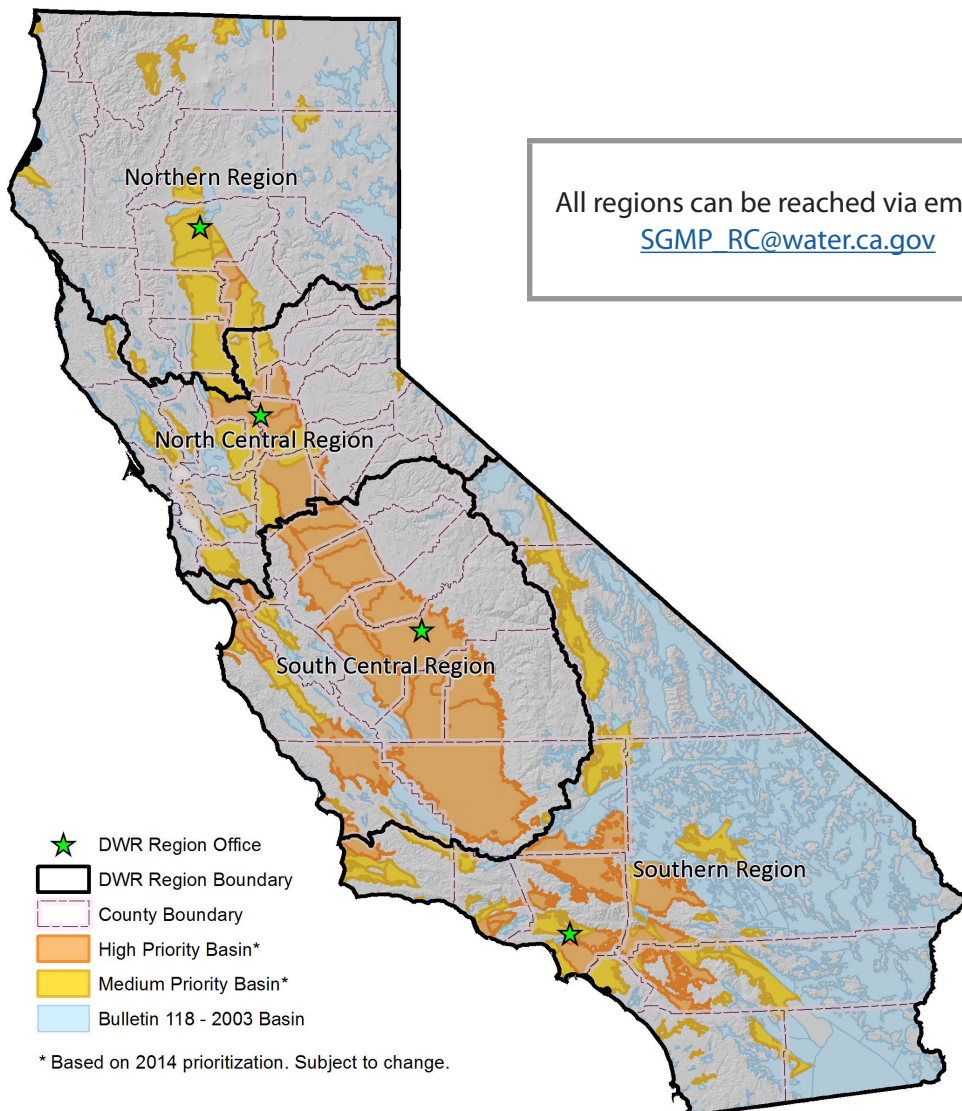 Northern Region
All regions can be reached via em
SGMP_RC@water.ca.gov
North Central Region
South Central Region
Southern Region
DWR Region Office
DWR Region Boundary
County Boundary
High Priority Basin*
Medium Priority Basin*
Bulletin 118 - 2003 Basin
* Based on 2014 prioritization. Subject to change.